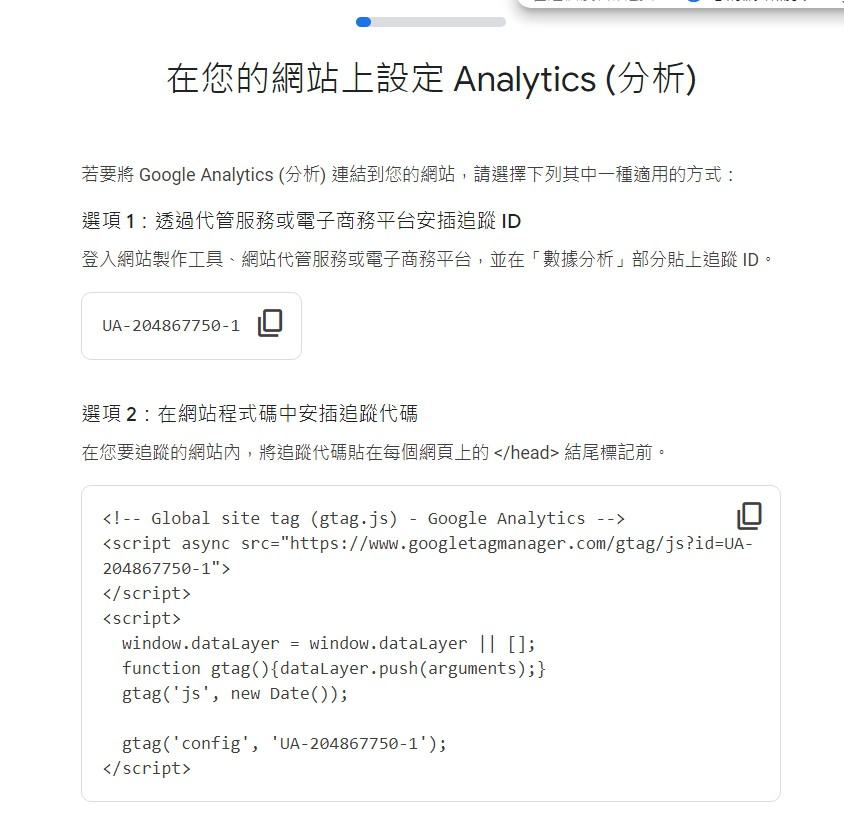 在您的網站上設定 Analytics (分析)
若要將 Google Analytics (分析) 連結到您的網站，請選擇下列其中一種適用的方式：
選項 1：透過代管服務或電子商務平台安插追蹤 ID
登入網站製作工具、網站代管服務或電子商務平台，並在「數據分析」部分貼上追蹤 ID。
UA-204867750-1
選項 2：在網站程式碼中安插追蹤代碼
在您要追蹤的網站內，將追蹤代碼貼在每個網頁上的 </head> 結尾標記前。
<!-- Global site tag (gtag.js) - Google Analytics -->
<script async src="https://www.googletagmanager.com/gtag/js?id=UA-
204867750-1">
</script>
<script>
  window.dataLayer = window.dataLayer || [];
  function gtag(){dataLayer.push(arguments);}
  gtag('js', new Date());
  gtag('config', 'UA-204867750-1');
</script>